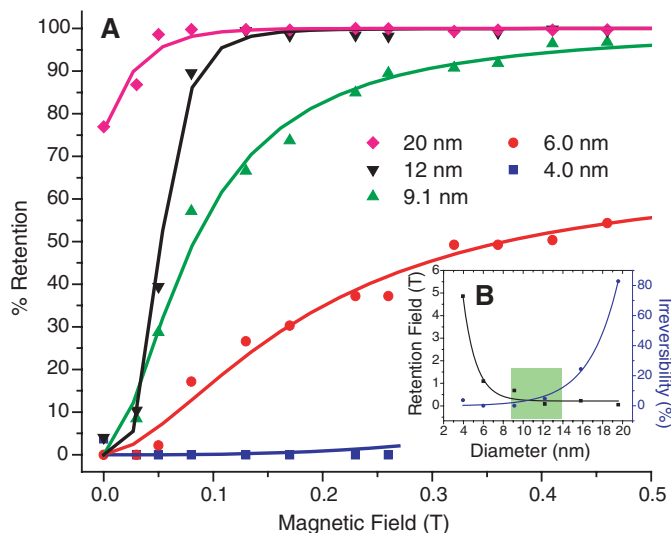 A
100
90
80
70
60
50
40
30
20
10
0
% Retention
0.0 0.1 0.2 0.3 0.4 0.5
Magnetic Field (T)
20 nm 6.0 nm
12 nm 4.0 nm
9.1 nm
B
6
5
4
3
2
1
0
Retention Field (T)
80
60
40
20
0
Irreversibility (%)
2 4 6 8 10 12 14 16 18 20
Diameter (nm)